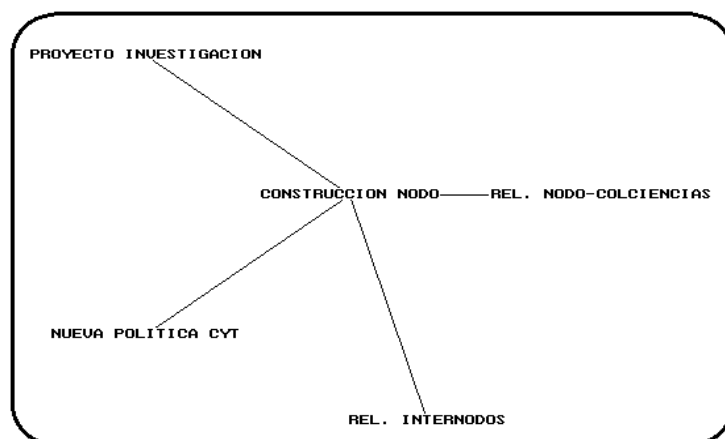 PROYECTO INVESTIGACION
CONSTRUCCION NODO
REL. NODO-COLCIENCIAS
NUEVA POLITICA CYT
REL. INTERNODOS